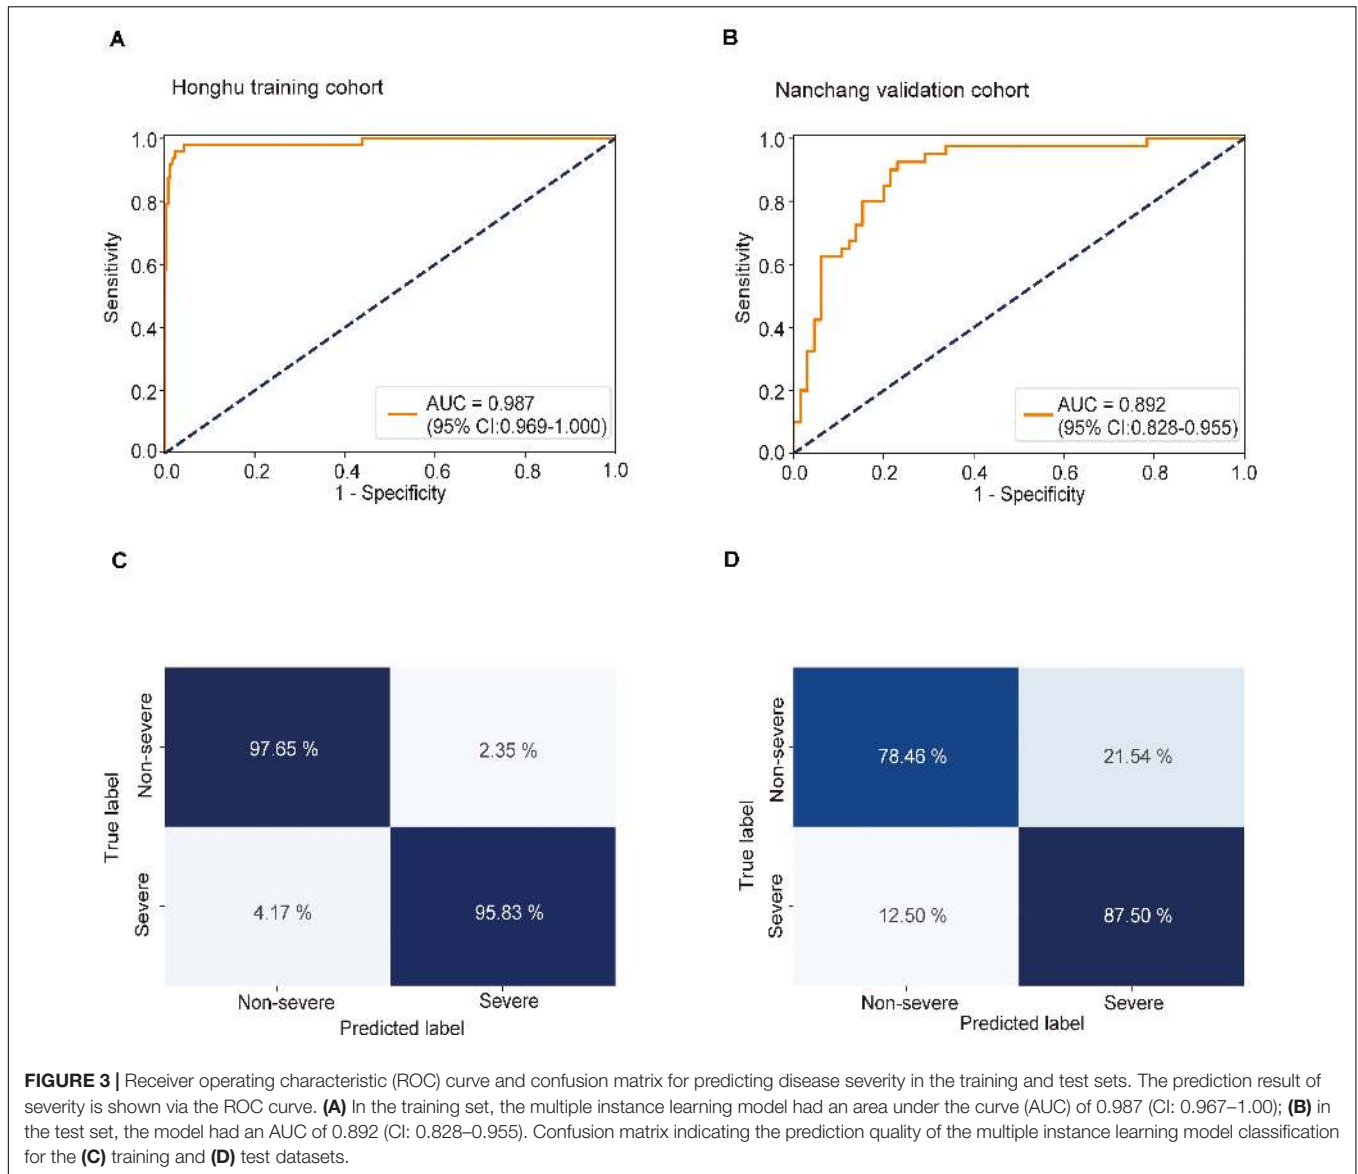 A
Honghu training cohort
1.0
0.8
0.6
0.4
0.2
0.0
Sensitivity
AUC = 0.987
(95% CI:0.969-1.000)
0.0 0.2 0.4 0.6 0.8 1.0
1 - Specificity
B
Nanchang validation cohort
1.0
0.8
0.6
0.4
0.2
0.0
Sensitivity
AUC = 0.892
(95% CI:0.828-0.955)
0.0 0.2 0.4 0.6 0.8 1.0
1 - Specificity
C
True label
Non-severe
97.65 % 2.35 %
Severe
4.17 % 95.83 %
Non-severe Severe
Predicted label
D
True label
Non-severe
78.46 % 21.54 %
Severe
12.50 % 87.50 %
Non-severe Severe
Predicted label
FIGURE 3 | Receiver operating characteristic (ROC) curve and confusion matrix for predicting disease severity in the training and test sets. The prediction result of
severity is shown via the ROC curve. (A) In the training set, the multiple instance learning model had an area under the curve (AUC) of 0.987 (CI: 0.967–1.00); (B) in
the test set, the model had an AUC of 0.892 (CI: 0.828–0.955). Confusion matrix indicating the prediction quality of the multiple instance learning model classification
for the (C) training and (D) test datasets.